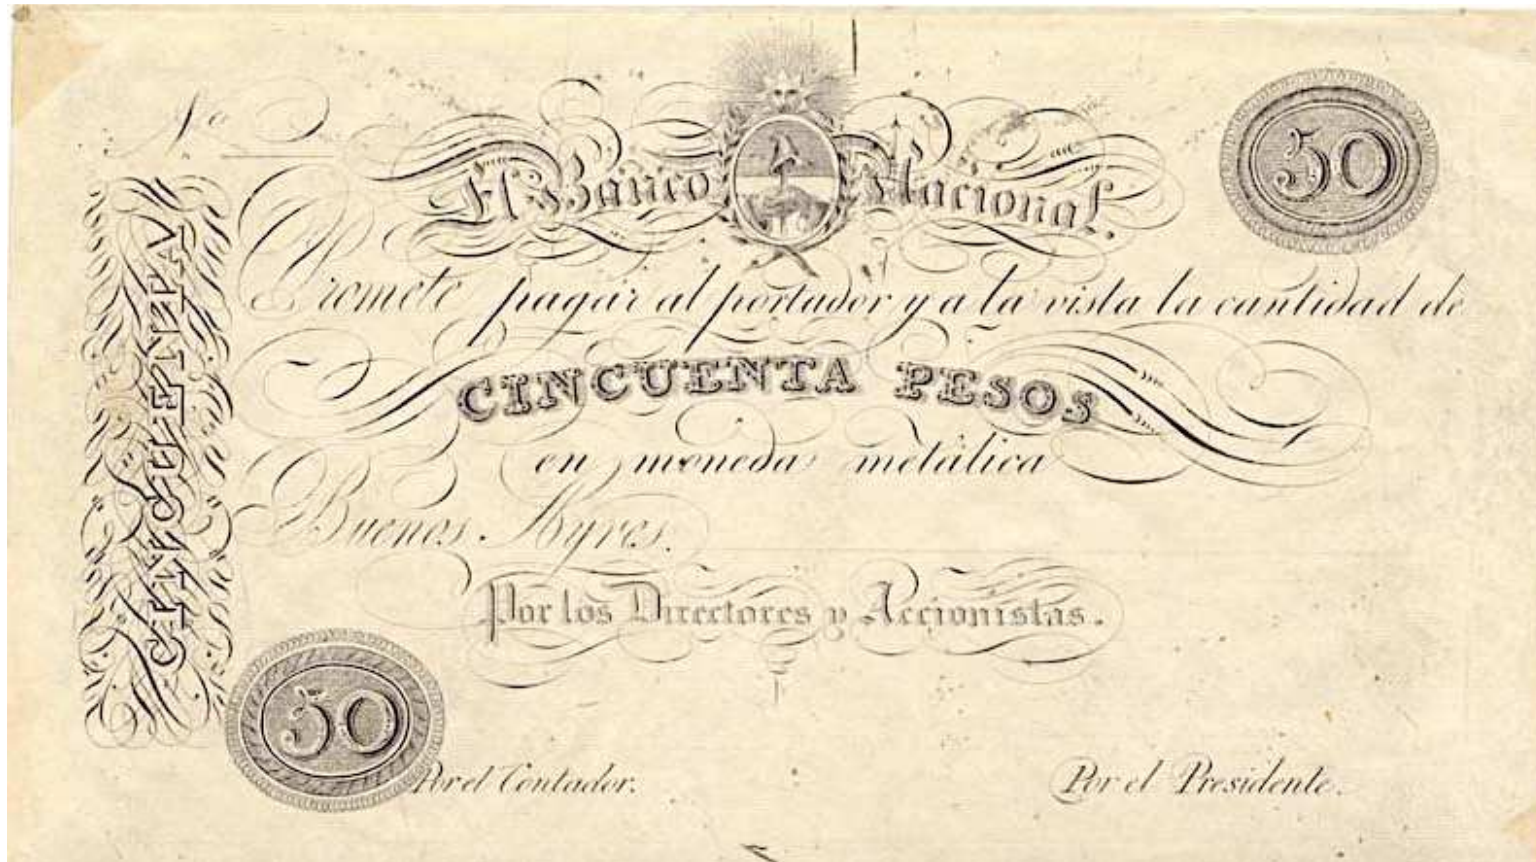 Nº
El Banco Nacional.
50
Promete pagar al portador y a la vista la cantidad de
CINCUENTA PESOS
en moneda metálica
Buenos Ayres.
Por los Directores y Accionistas.
CINCUENTA
50
Por el Contador.
Por el Presidente.